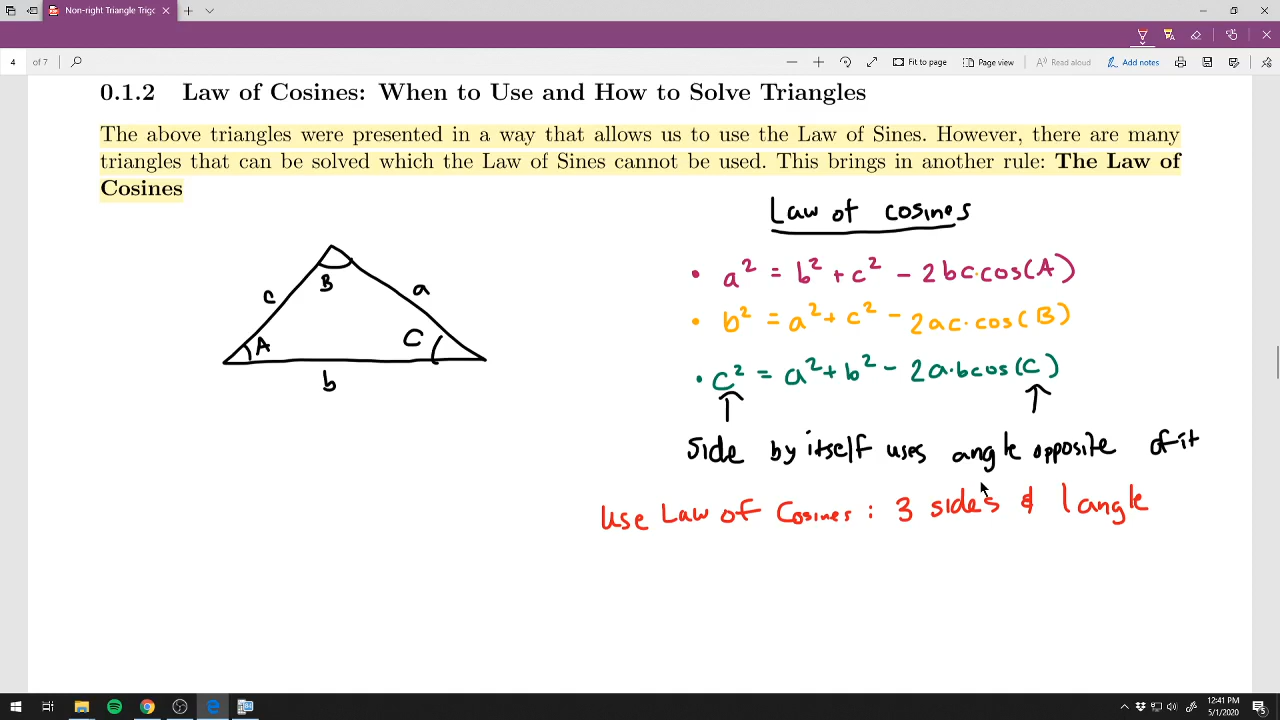 Non-right Triangle Trig
4 of 7
Fit to page
Page view
Read aloud
Add notes
0.1.2 Law of Cosines: When to Use and How to Solve Triangles
The above triangles were presented in a way that allows us to use the Law of Sines. However, there are many
triangles that can be solved which the Law of Sines cannot be used. This brings in another rule: The Law of
Cosines
Law of cosines
B
c
a
A
C
b
• a² = b² + c² - 2bc·cos(A)
• b² = a² + c² - 2ac·cos(B)
• c² = a² + b² - 2a·bcos(C)
side by itself uses angle opposite of it
Use Law of Cosines: 3 sides & 1 angle
12:41 PM
5/1/2020